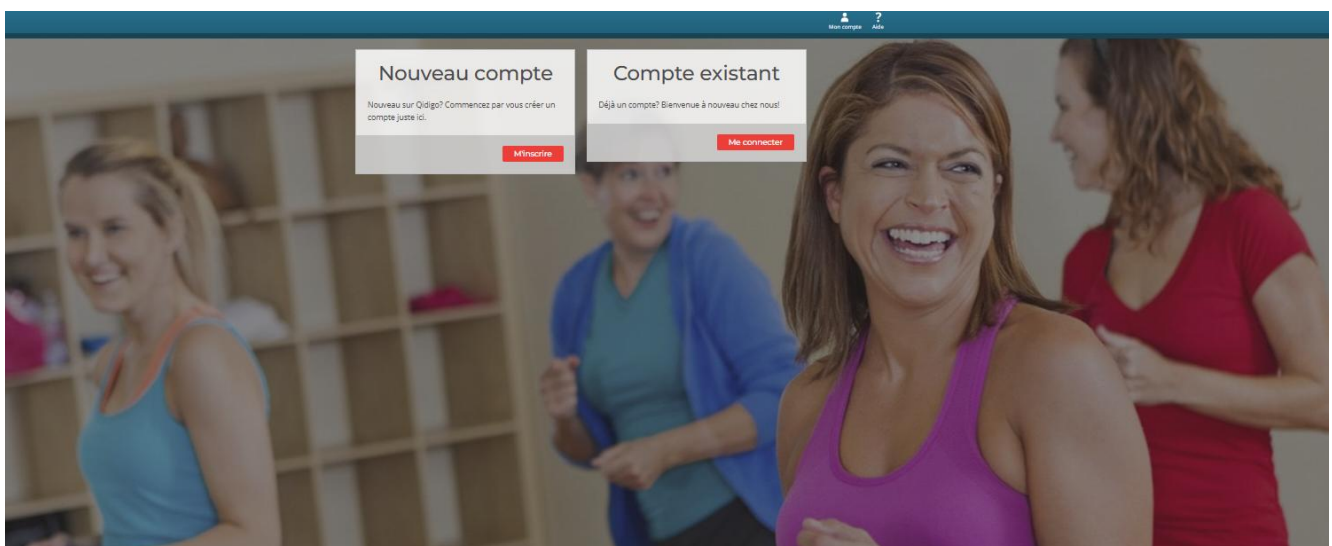 Mon compte
? Aide
Nouveau compte
Nouveau sur Qidigo? Commencez par vous créer un
compte juste ici.
M'inscrire
Compte existant
Déjà un compte? Bienvenue à nouveau chez nous!
Me connecter